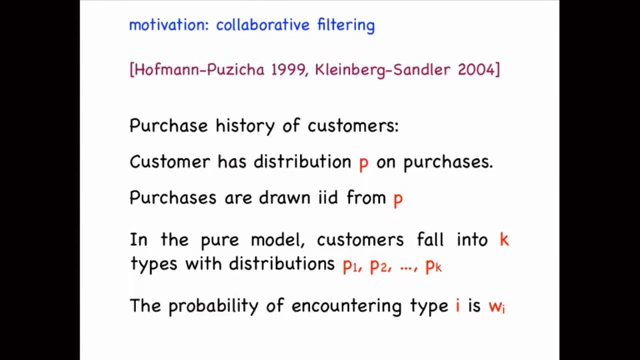 motivation: collaborative filtering
[Hofmann-Puzicha 1999, Kleinberg-Sandler 2004]
Purchase history of customers:
Customer has distribution p on purchases.
Purchases are drawn iid from p
In the pure model, customers fall into k
types with distributions p₁, p₂, ..., pₖ
The probability of encountering type i is wᵢ